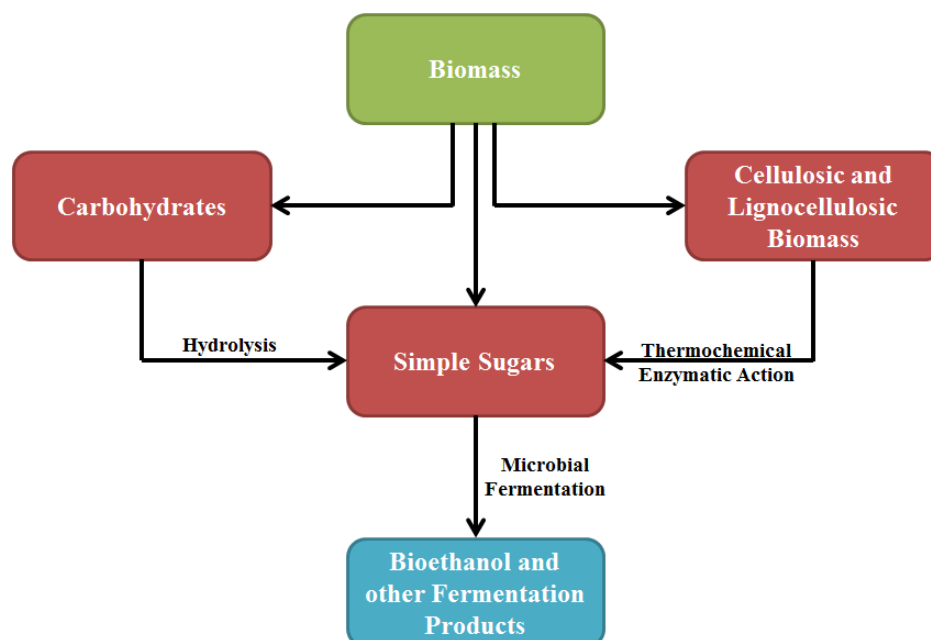 Biomass
Carbohydrates
Cellulosic and
Lignocellulosic
Biomass
Hydrolysis
Simple Sugars
Thermochemical
Enzymatic Action
Microbial
Fermentation
Bioethanol and
other Fermentation
Products